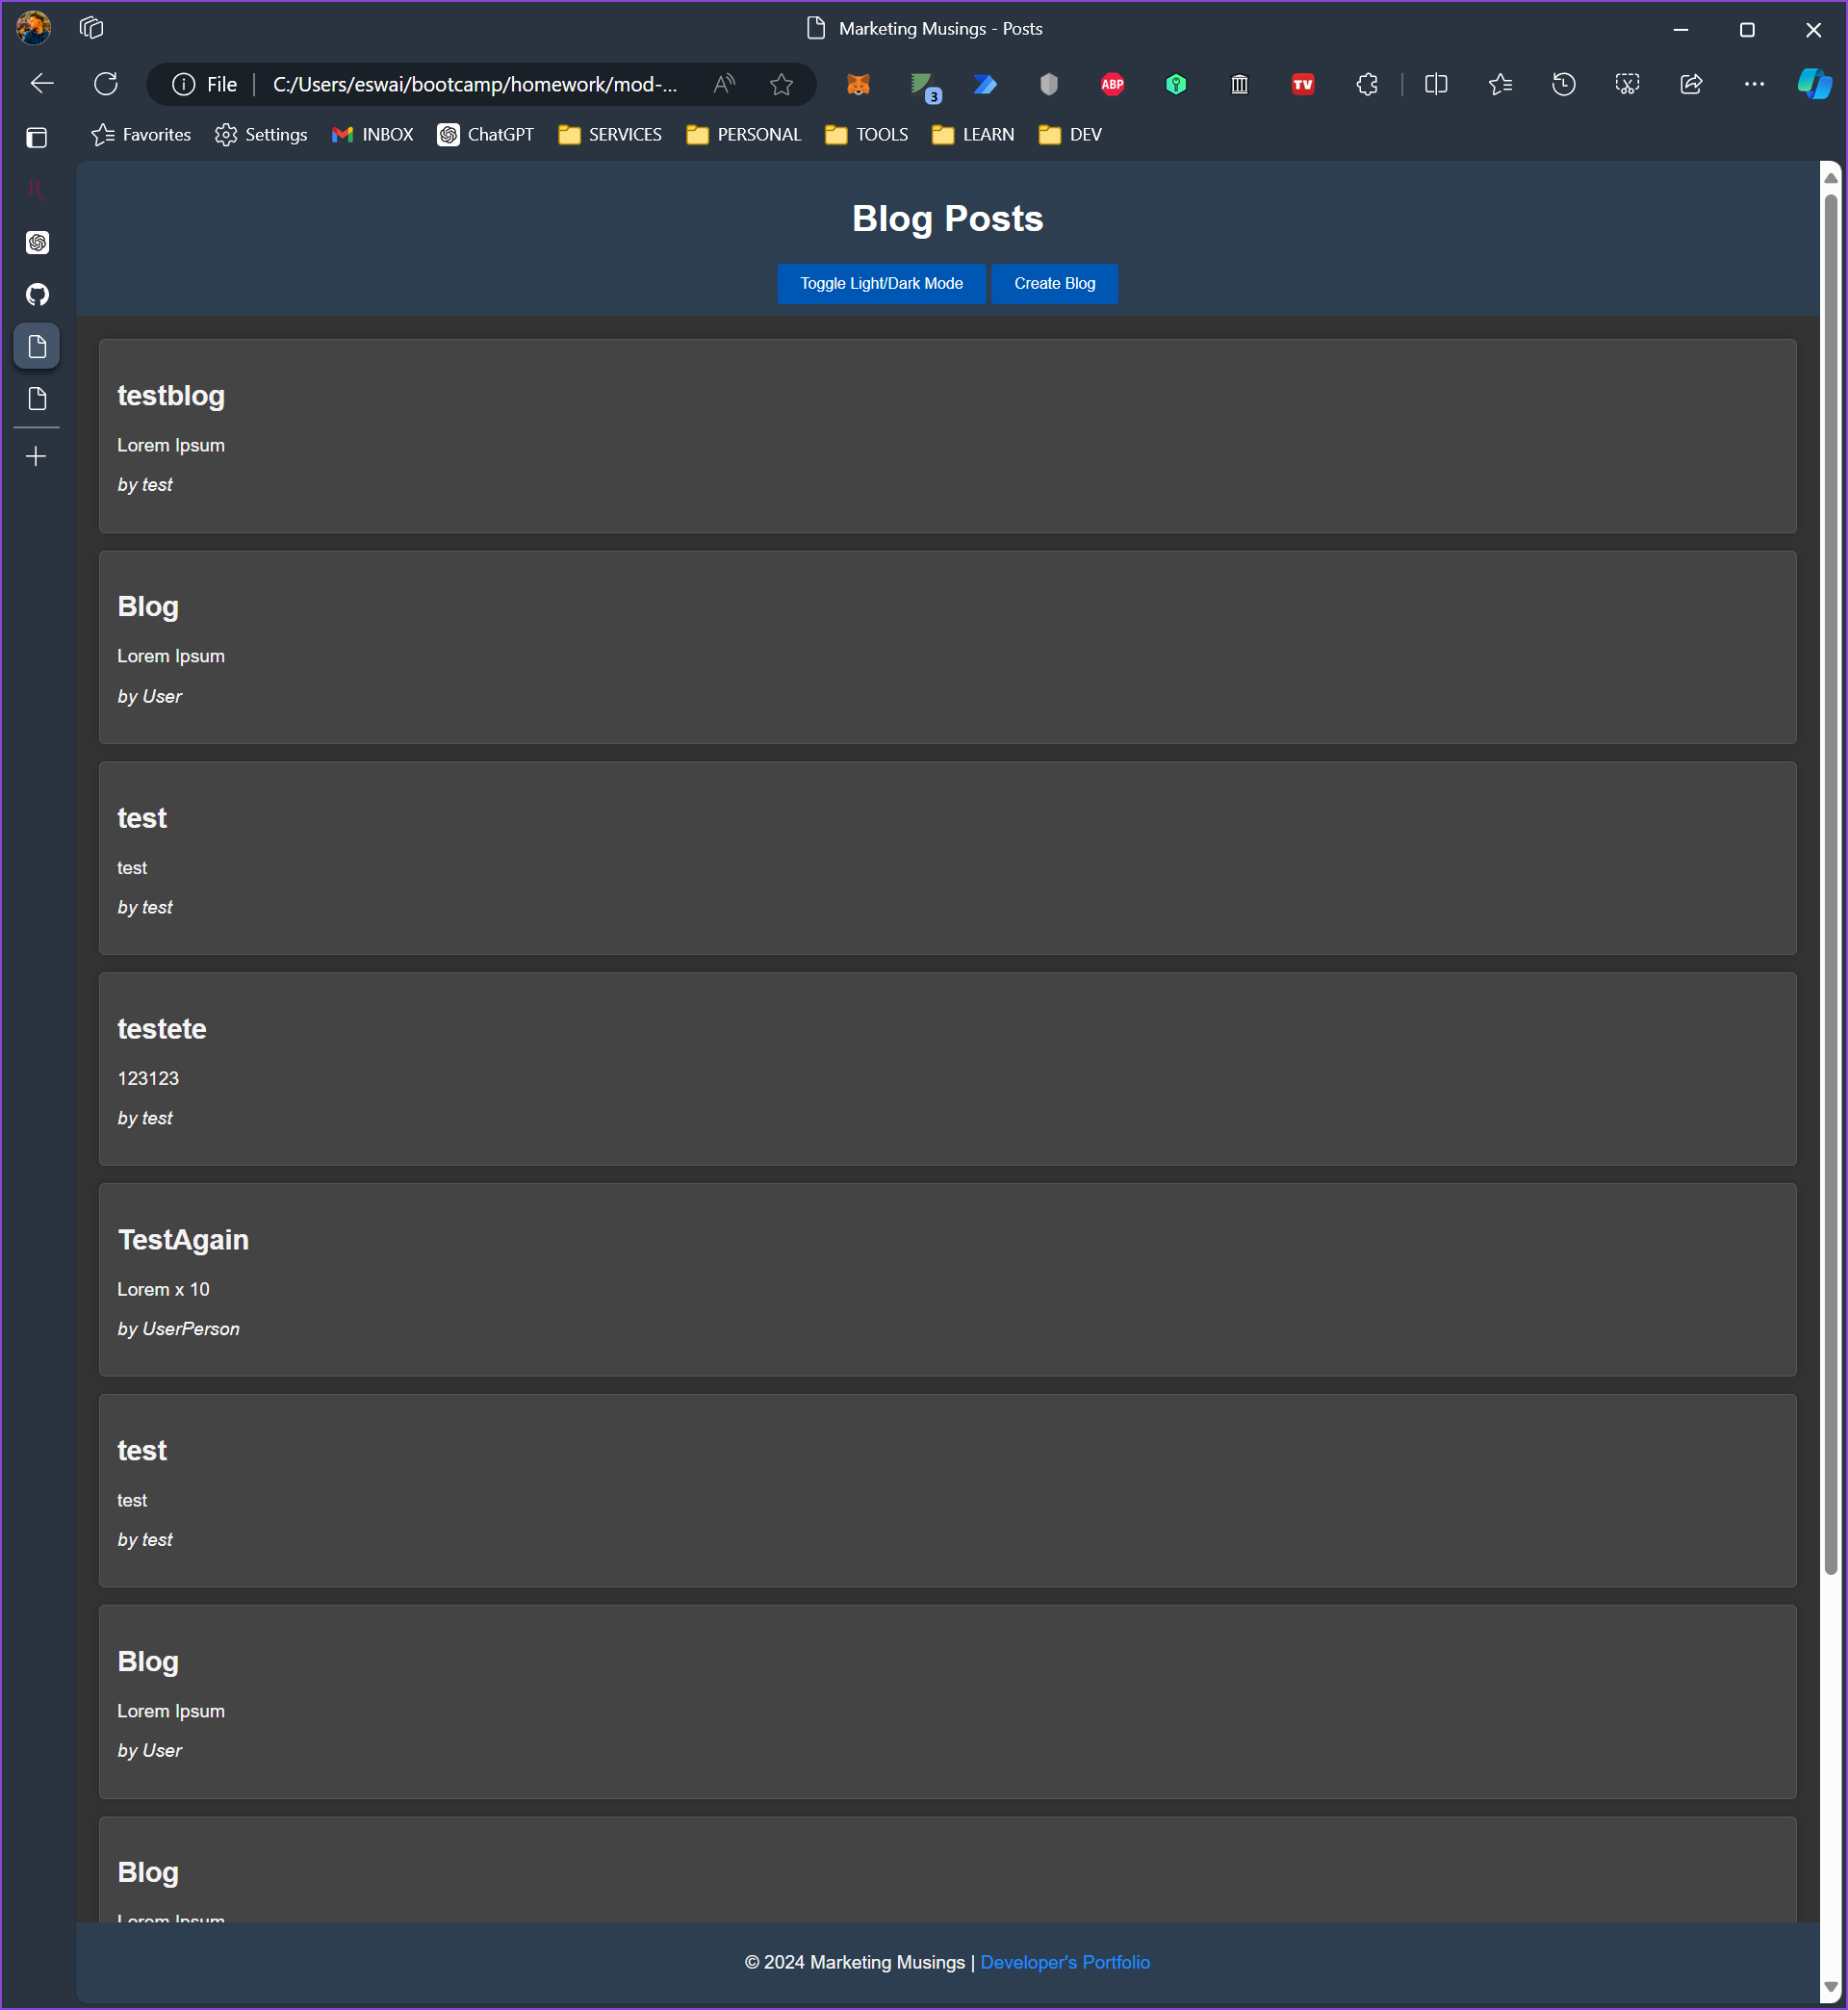 Marketing Musings - Posts
File
C:/Users/eswai/bootcamp/homework/mod-...
3
ABP
TV
Favorites
Settings
INBOX
ChatGPT
SERVICES
PERSONAL
TOOLS
LEARN
DEV
R
Blog Posts
Toggle Light/Dark Mode
Create Blog
testblog
Lorem Ipsum
by test
Blog
Lorem Ipsum
by User
test
test
by test
testete
123123
by test
TestAgain
Lorem x 10
by UserPerson
test
test
by test
Blog
Lorem Ipsum
by User
Blog
Lorem Ipsum
© 2024 Marketing Musings | Developer's Portfolio